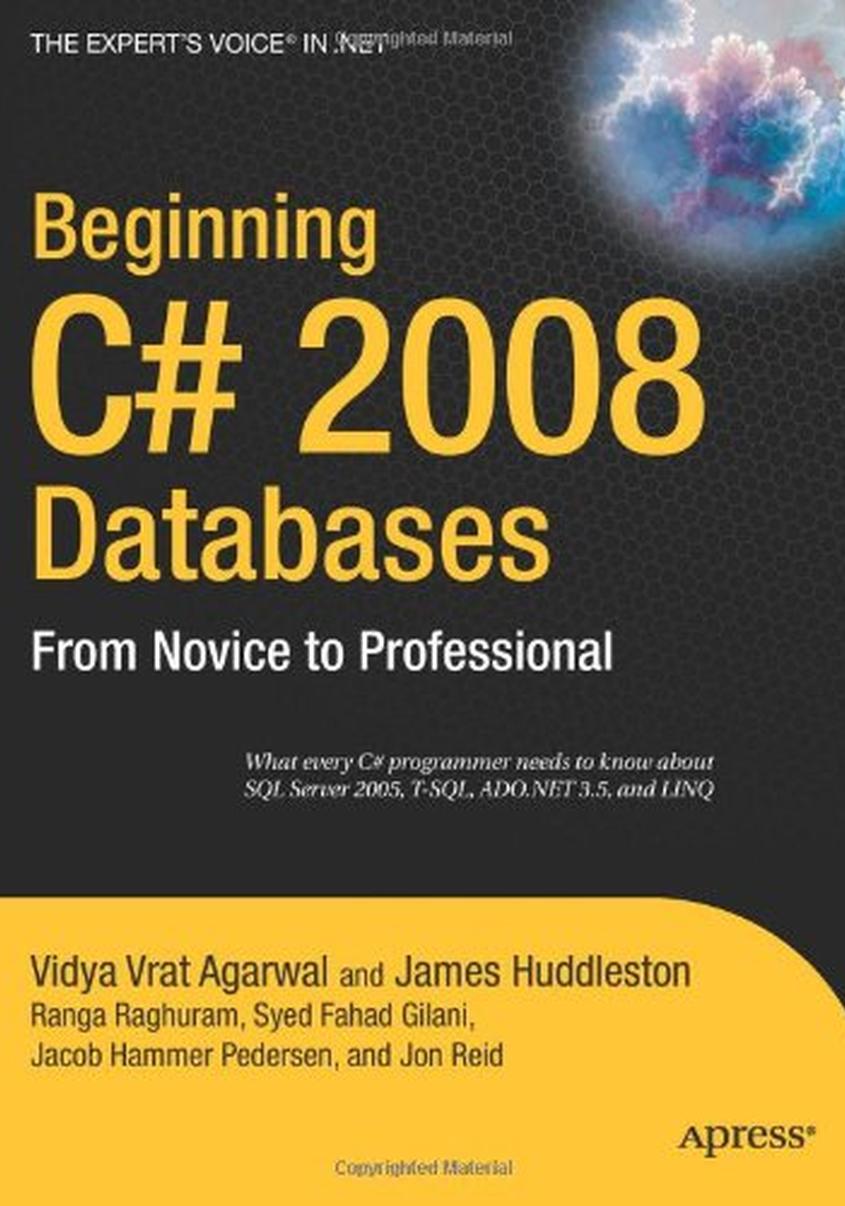 THE EXPERT'S VOICE® IN .NET
Copyrighted Material
Beginning
C# 2008
Databases
From Novice to Professional
What every C# programmer needs to know about
SQL Server 2005, T-SQL, ADO.NET 3.5, and LINQ
Vidya Vrat Agarwal and James Huddleston
Ranga Raghuram, Syed Fahad Gilani,
Jacob Hammer Pedersen, and Jon Reid
Apress®
Copyrighted Material